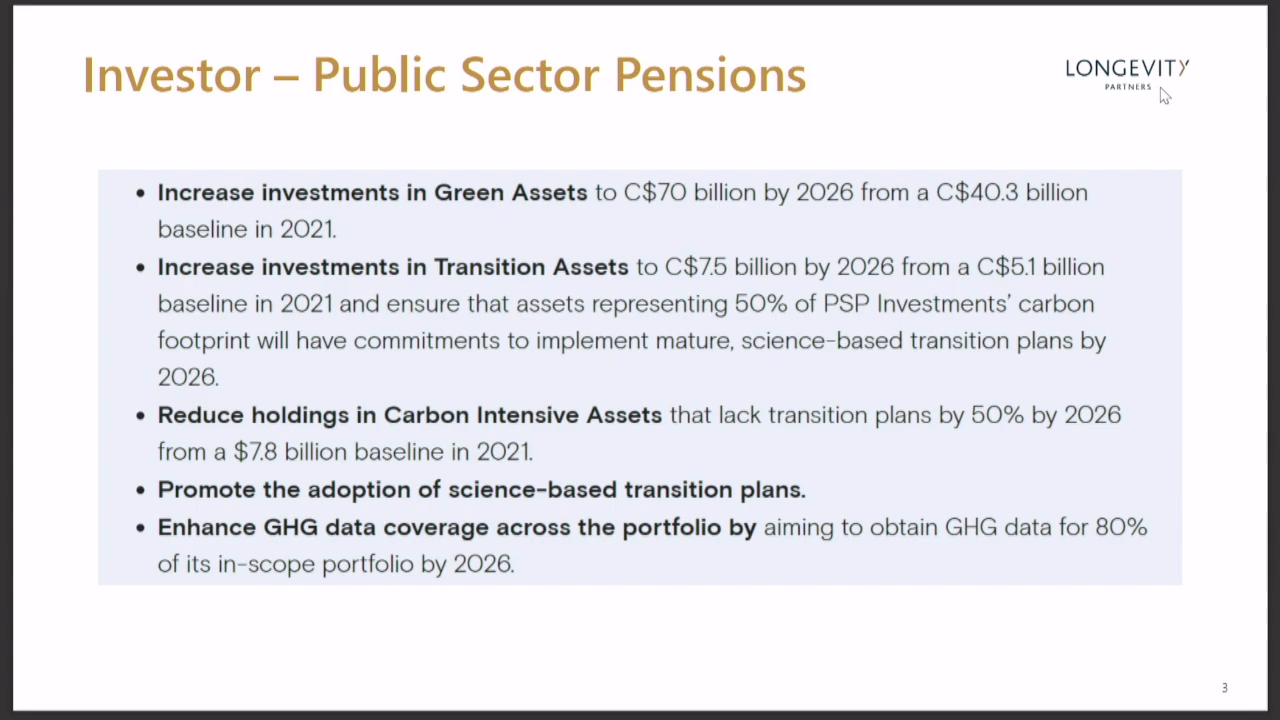 Investor – Public Sector Pensions
LONGEVITY
PARTNERS
• Increase investments in Green Assets to C$70 billion by 2026 from a C$40.3 billion
baseline in 2021.
• Increase investments in Transition Assets to C$7.5 billion by 2026 from a C$5.1 billion
baseline in 2021 and ensure that assets representing 50% of PSP Investments’ carbon
footprint will have commitments to implement mature, science-based transition plans by
2026.
• Reduce holdings in Carbon Intensive Assets that lack transition plans by 50% by 2026
from a $7.8 billion baseline in 2021.
• Promote the adoption of science-based transition plans.
• Enhance GHG data coverage across the portfolio by aiming to obtain GHG data for 80%
of its in-scope portfolio by 2026.
3